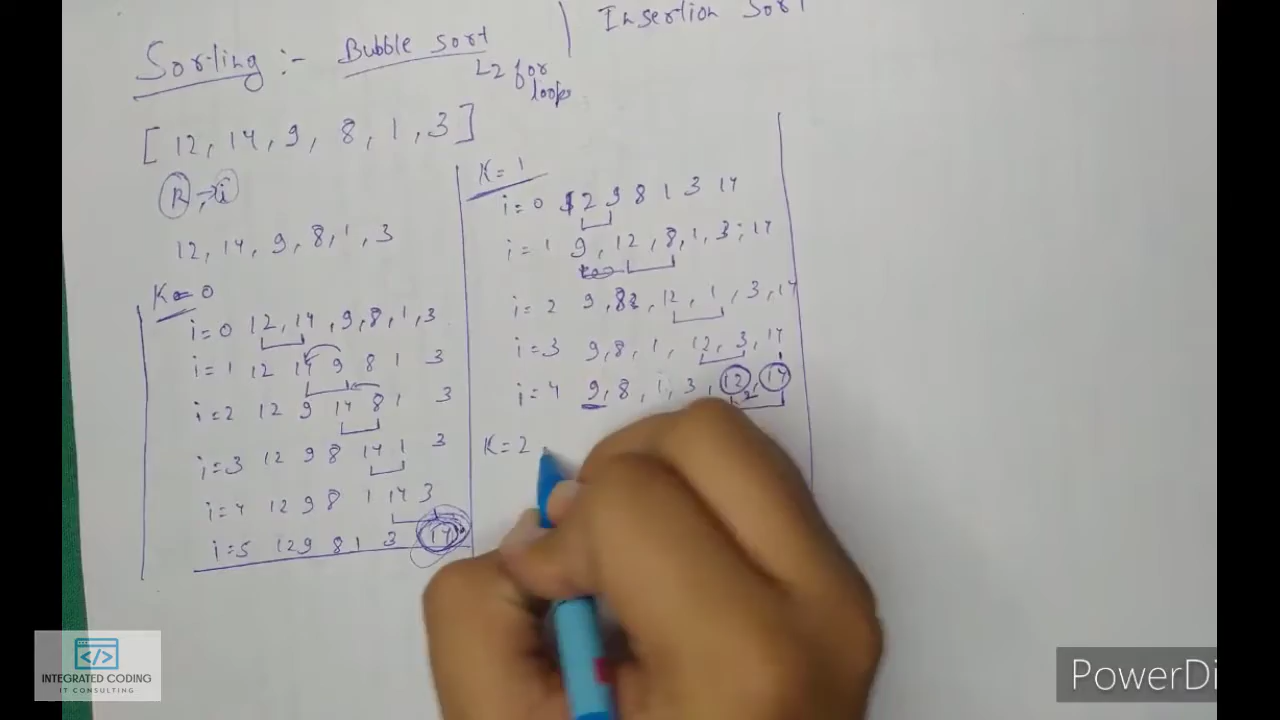 Sorting :- Bubble sort
Insertion Sort
L2 for
loops
[ 12, 14, 9, 8, 1, 3 ]
K → i
12, 14, 9, 8, 1, 3
K = 0
i = 0 12, 14, 9, 8, 1, 3
i = 1 12 14 9 8 1 3
i = 2 12 9 14 8 1 3
i = 3 12 9 8 14 1 3
i = 4 12 9 8 1 14 3
i = 5 12 9 8 1 3 14
K = 1
i = 0 12 9 8 1 3 14
i = 1 9, 12, 8, 1, 3, 14
i = 2 9, 8, 12, 1, 3, 14
i = 3 9, 8, 1, 12, 3, 14
i = 4 9, 8, 1, 3, 12, 14
K = 2
INTEGRATED CODING
IT CONSULTING
PowerDi